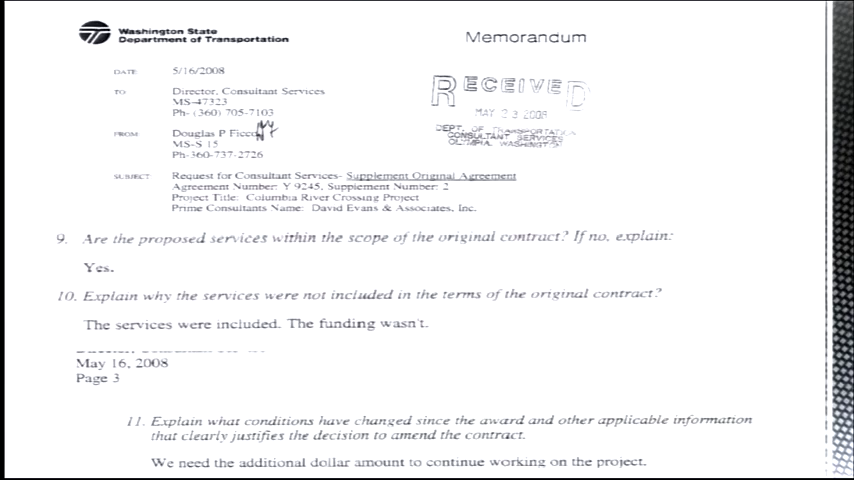 Washington State
Department of Transportation
Memorandum
DATE 5/16/2008
TO Director, Consultant Services
MS-47323
Ph- (360) 705-7103
FROM Douglas P Ficco
MS-S 15
Ph-360-737-2726
RECEIVED
MAY 23 2008
DEPT. OF TRANSPORTATION
CONSULTANT SERVICES
OLYMPIA, WASHINGTON
SUBJECT Request for Consultant Services- Supplement Original Agreement
Agreement Number: Y 9245, Supplement Number: 2
Project Title: Columbia River Crossing Project
Prime Consultants Name: David Evans & Associates, Inc.
9. Are the proposed services within the scope of the original contract? If no, explain:
Yes.
10. Explain why the services were not included in the terms of the original contract?
The services were included. The funding wasn't.
May 16, 2008
Page 3
11. Explain what conditions have changed since the award and other applicable information
that clearly justifies the decision to amend the contract.
We need the additional dollar amount to continue working on the project.